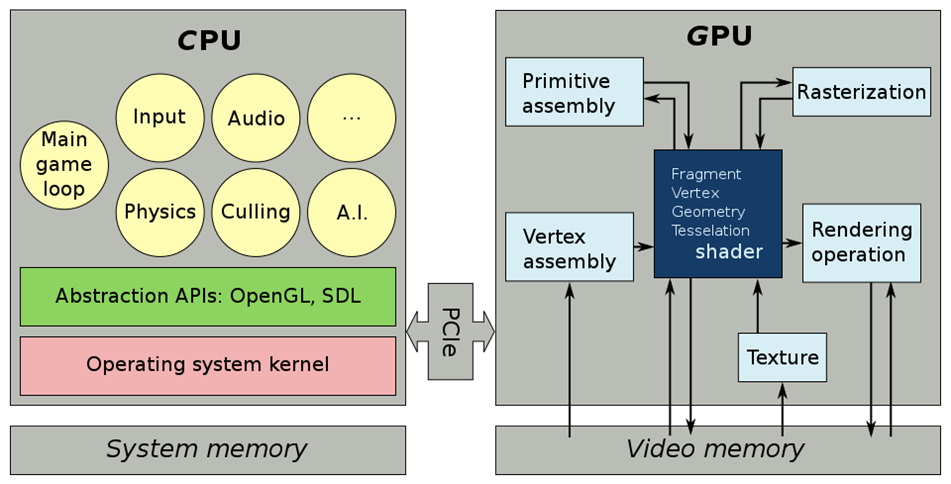 CPU
Main
game
loop
Input
Audio
...
Physics
Culling
A.I.
Abstraction APIs: OpenGL, SDL
Operating system kernel
System memory
PCIe
GPU
Primitive
assembly
Rasterization
Fragment
Vertex
Geometry
Tesselation
shader
Vertex
assembly
Rendering
operation
Texture
Video memory